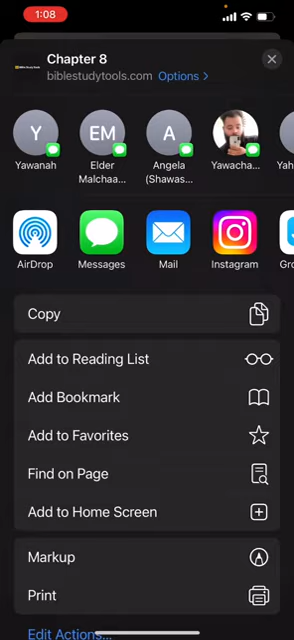 1:08
Chapter 8
biblestudytools.com Options >
Y
EM
A
Yawanah
Elder Malchaa...
Angela (Shawas...
Yawacha...
Yah
AirDrop
Messages
Mail
Instagram
Gro
Copy
Add to Reading List
Add Bookmark
Add to Favorites
Find on Page
Add to Home Screen
Markup
Print
Edit Actions...